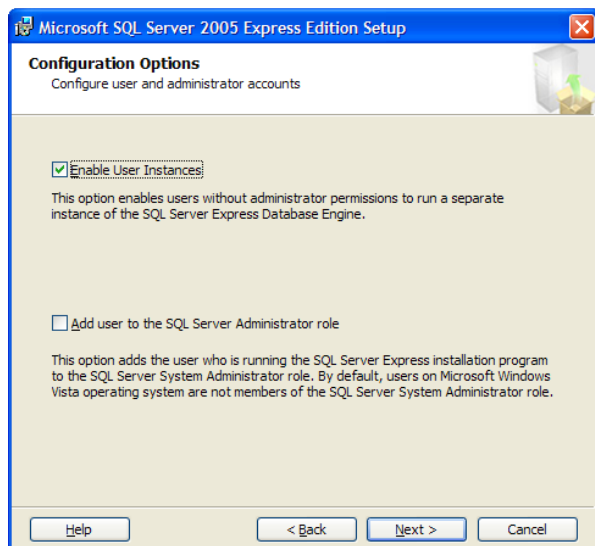 Microsoft SQL Server 2005 Express Edition Setup
Configuration Options
Configure user and administrator accounts
Enable User Instances
This option enables users without administrator permissions to run a separate
instance of the SQL Server Express Database Engine.
Add user to the SQL Server Administrator role
This option adds the user who is running the SQL Server Express installation program
to the SQL Server System Administrator role. By default, users on Microsoft Windows
Vista operating system are not members of the SQL Server System Administrator role.
Help
< Back
Next >
Cancel